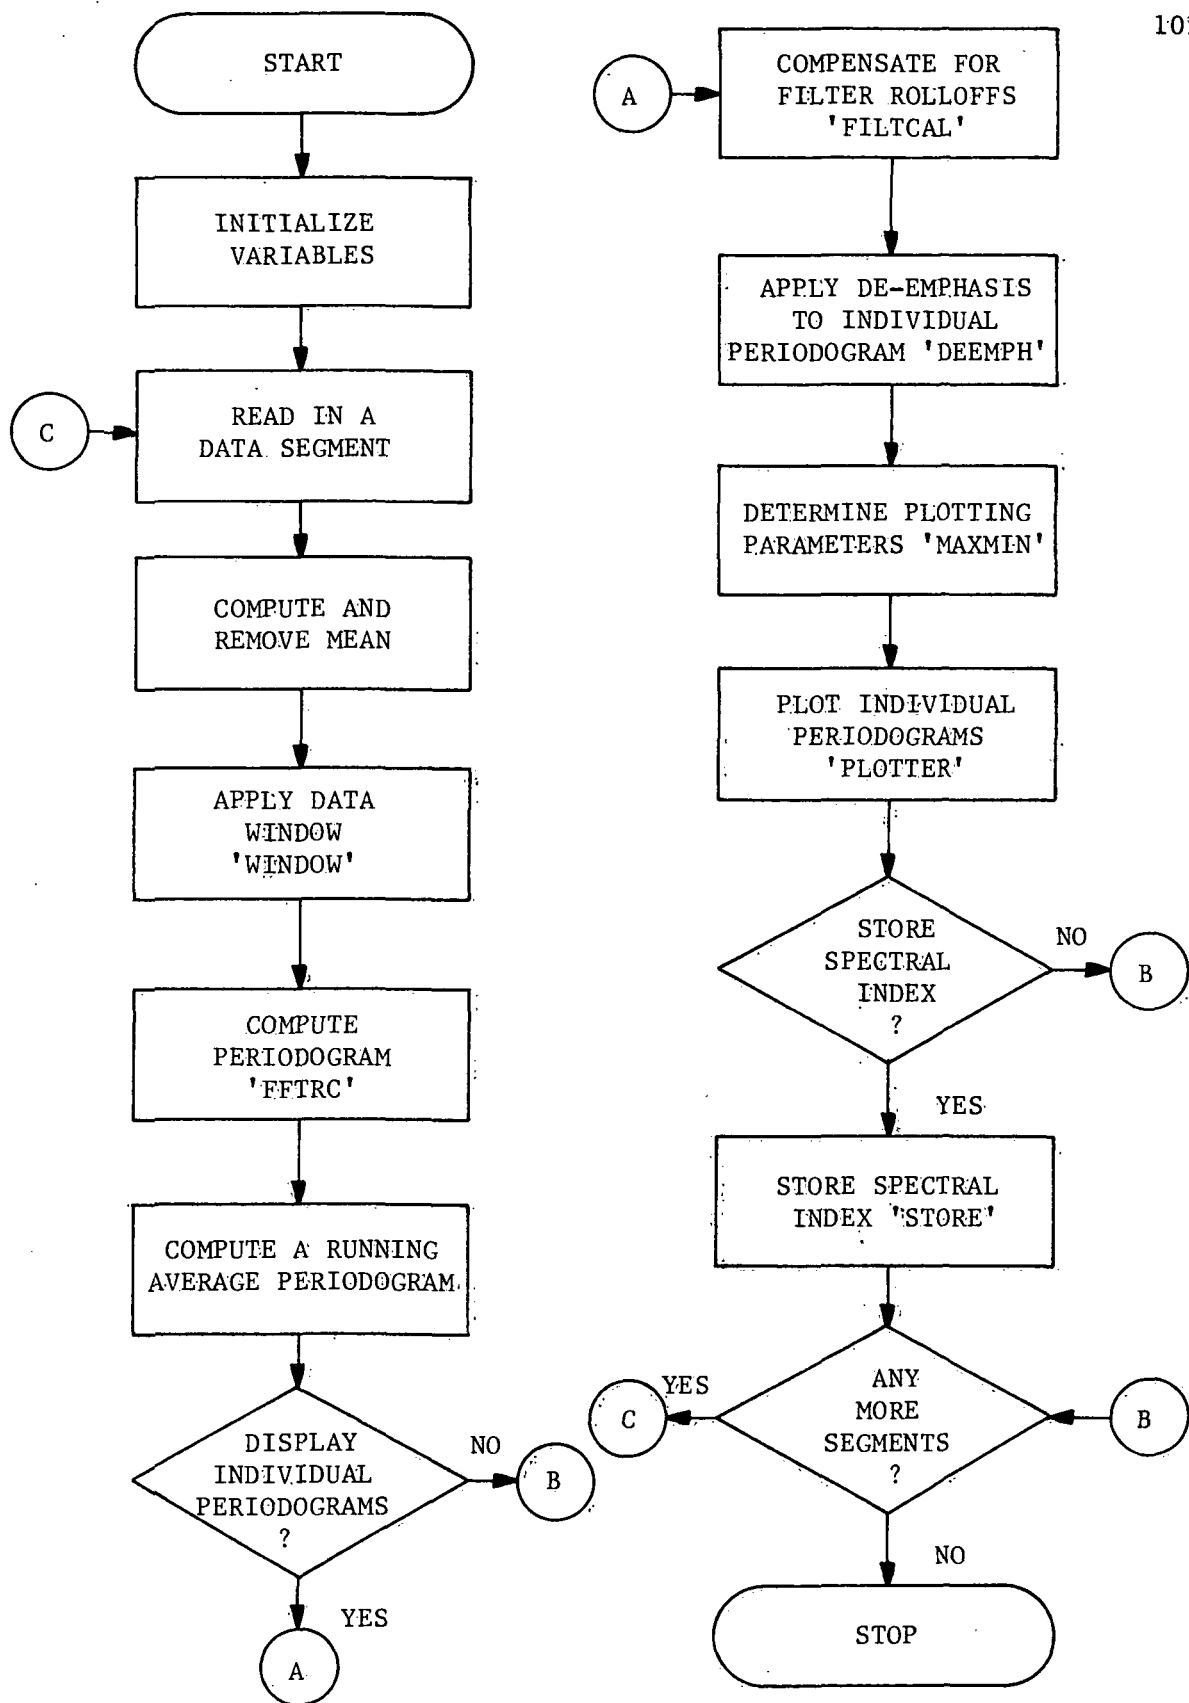 START
INITIALIZE
VARIABLES
C
READ IN A
DATA SEGMENT
COMPUTE AND
REMOVE MEAN
APPLY DATA
WINDOW
'WINDOW'
COMPUTE
PERIODOGRAM
'FFTRC'
COMPUTE A RUNNING
AVERAGE PERIODOGRAM
DISPLAY
INDIVIDUAL
PERIODOGRAMS
?
NO
B
YES
A
A
COMPENSATE FOR
FILTER ROLLOFFS
'FILTCAL'
APPLY DE-EMPHASIS
TO INDIVIDUAL
PERIODOGRAM 'DEEMPH'
DETERMINE PLOTTING
PARAMETERS 'MAXMIN'
PLOT INDIVIDUAL
PERIODOGRAMS
'PLOTTER'
STORE
SPECTRAL
INDEX
?
NO
B
YES
STORE SPECTRAL
INDEX 'STORE'
ANY
MORE
SEGMENTS
?
YES
C
B
NO
STOP